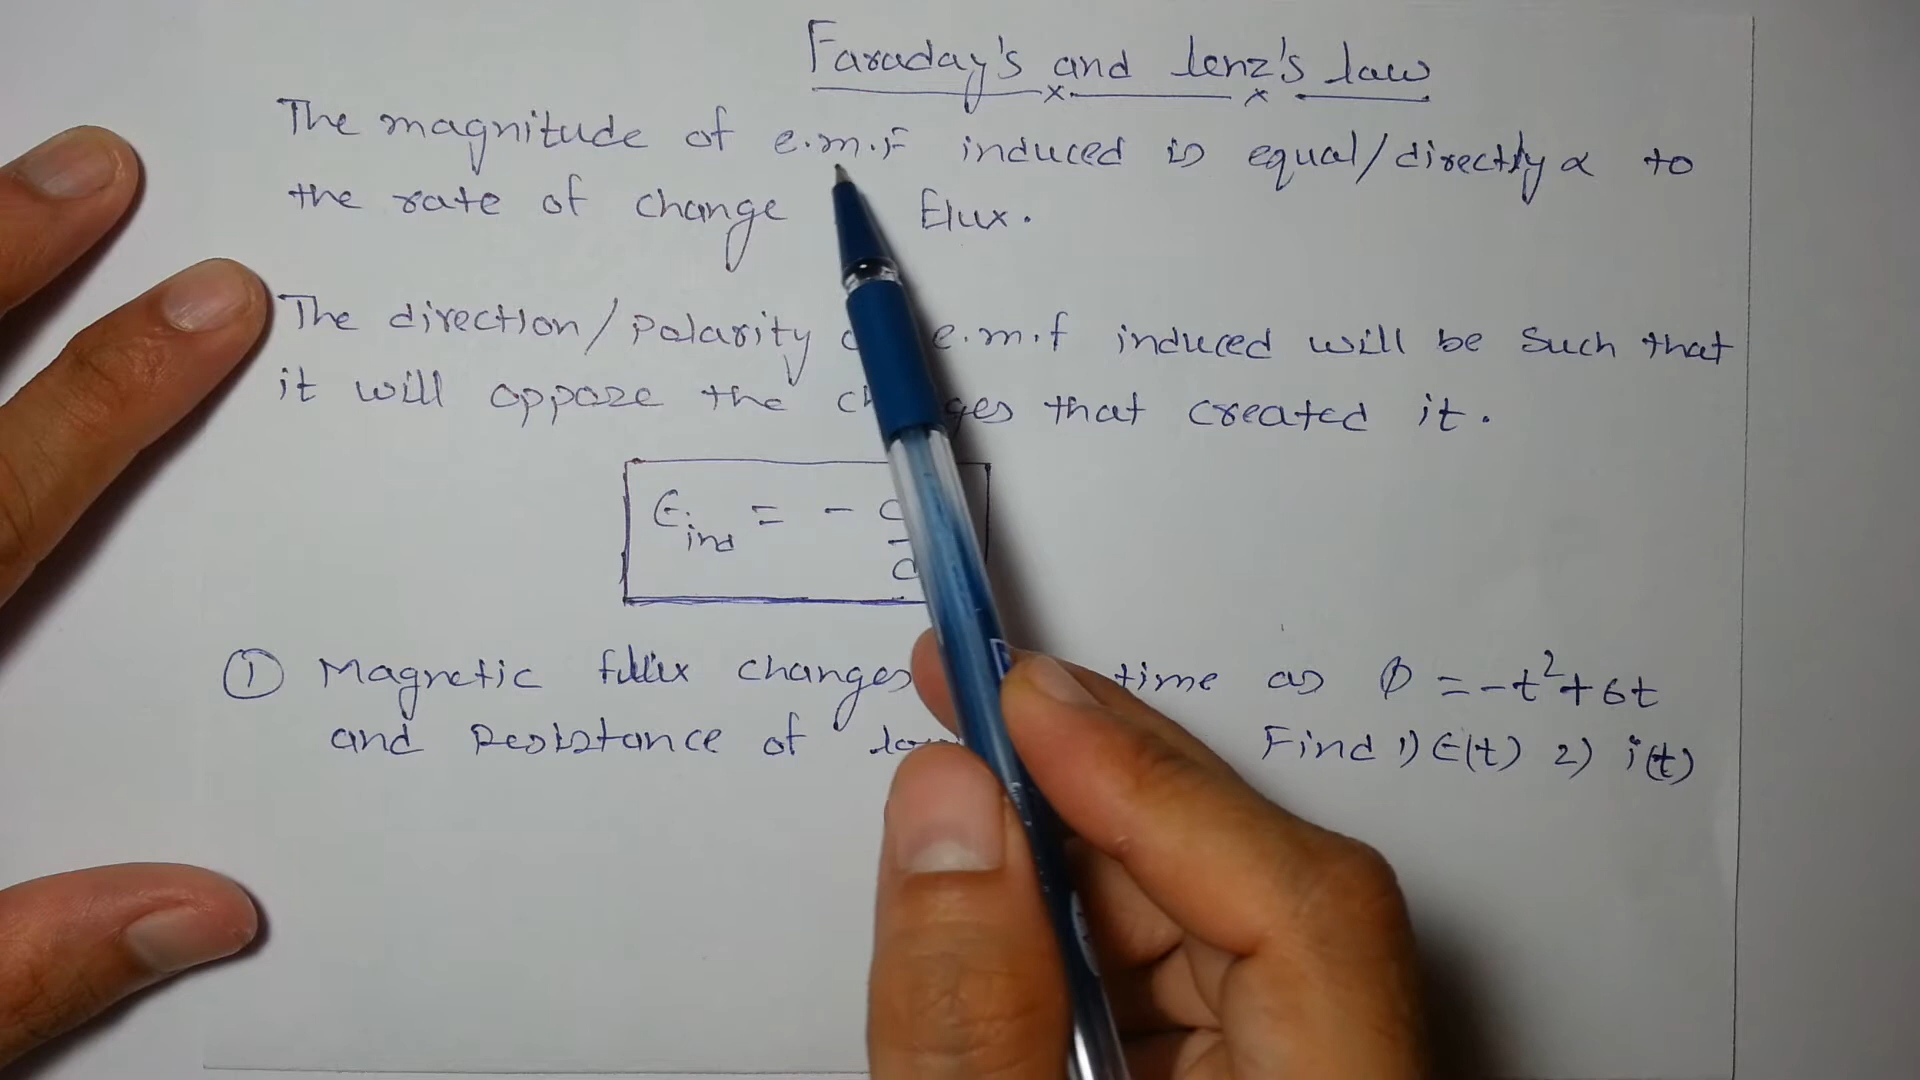 Faraday's and lenz's law
The magnitude of e.m.f induced is equal/directly α to
the rate of change flux.
The direction/Polarity e.m.f induced will be such that
it will oppose the that created it.
Eind = -
① Magnetic flux changes time as Φ = -t²+6t
and Resistance of Find 1) E(t) 2) i(t)